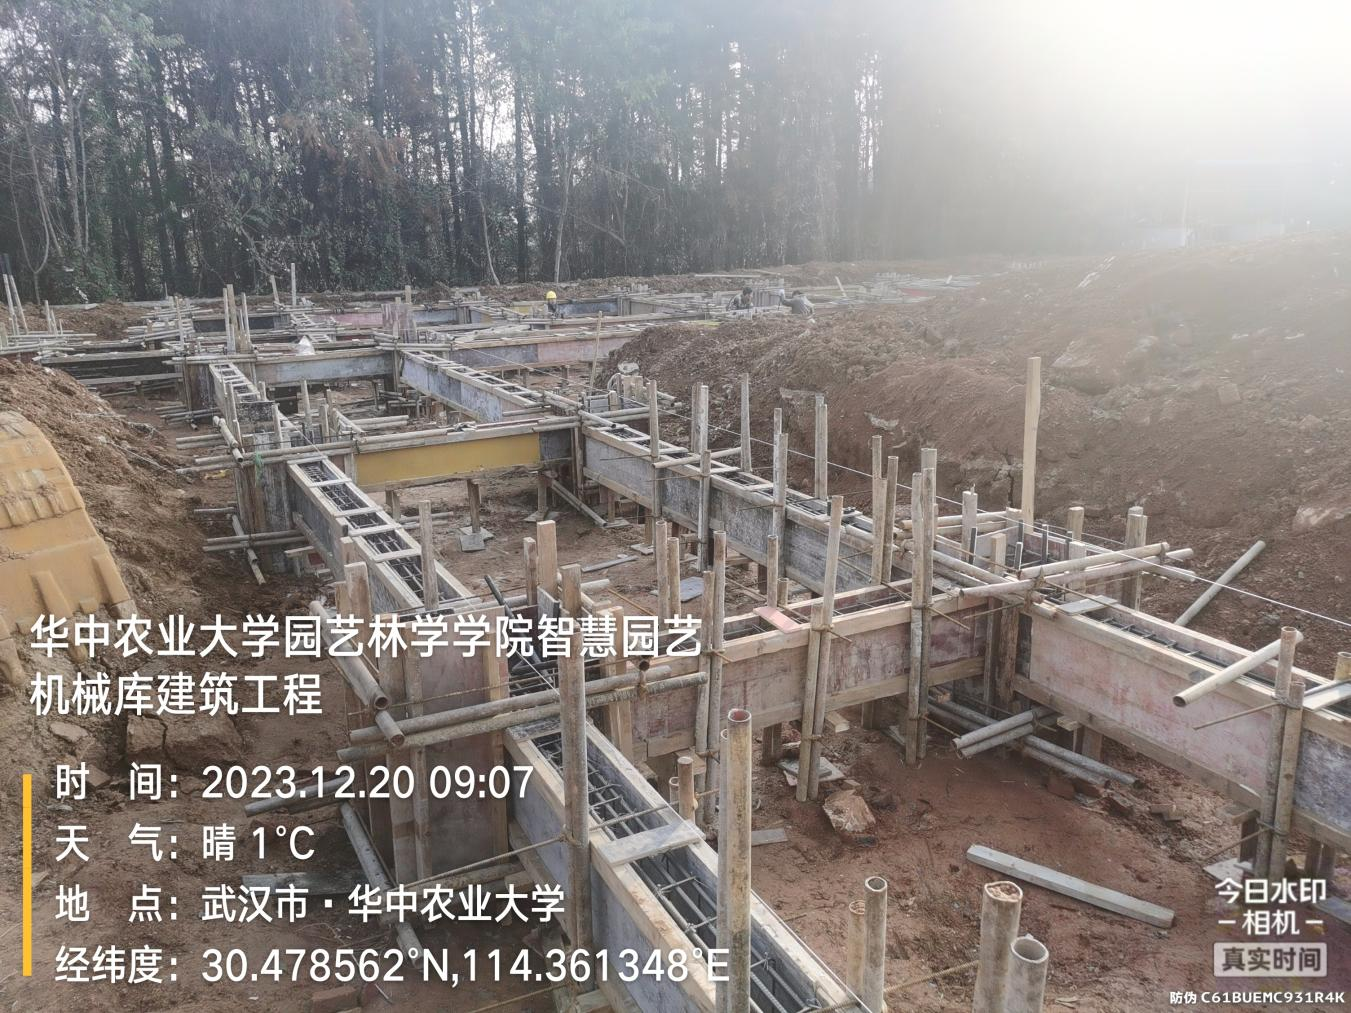 华中农业大学园艺林学学院智慧园艺
机械库建筑工程
时 间：2023.12.20 09:07
天 气：晴 1℃
地 点：武汉市·华中农业大学
经纬度：30.478562°N,114.361348°E
今日水印
相机
真实时间
防伪 C61BUEMC931R4K